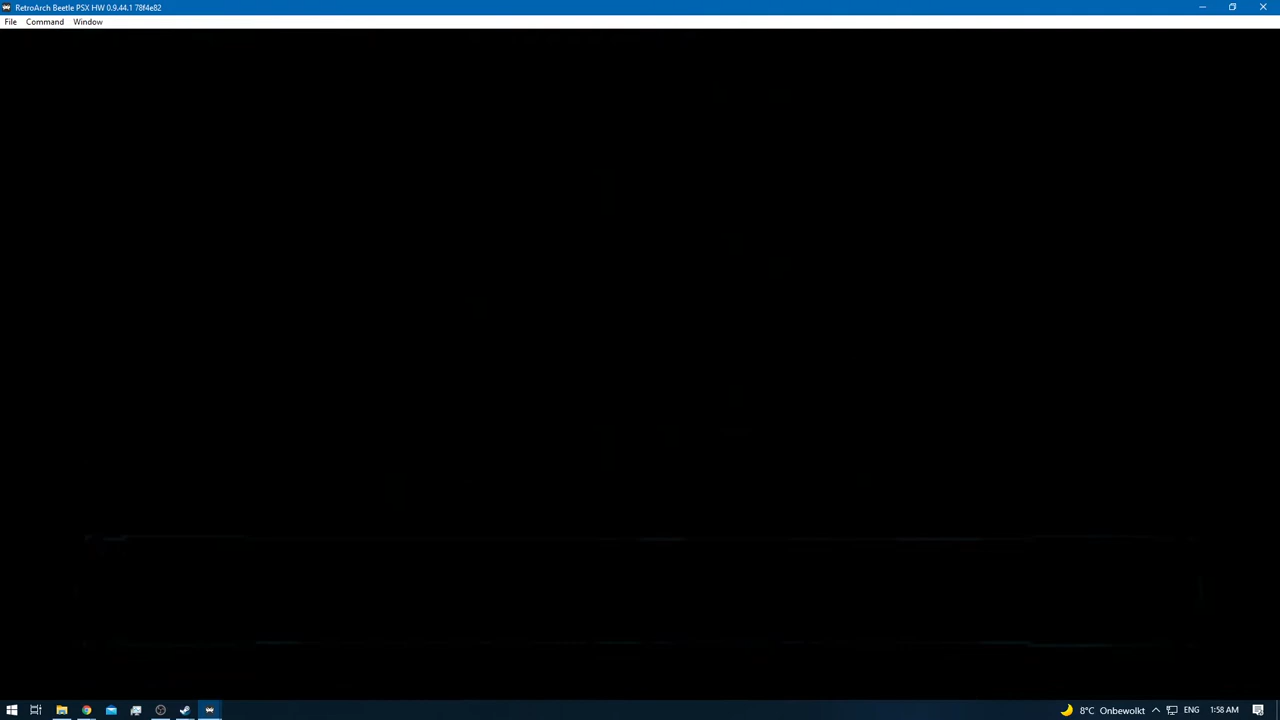 RetroArch Beetle PSX HW 0.9.44.1 78f4e82
File Command Window
8°C Onbewolkt ENG 1:58 AM